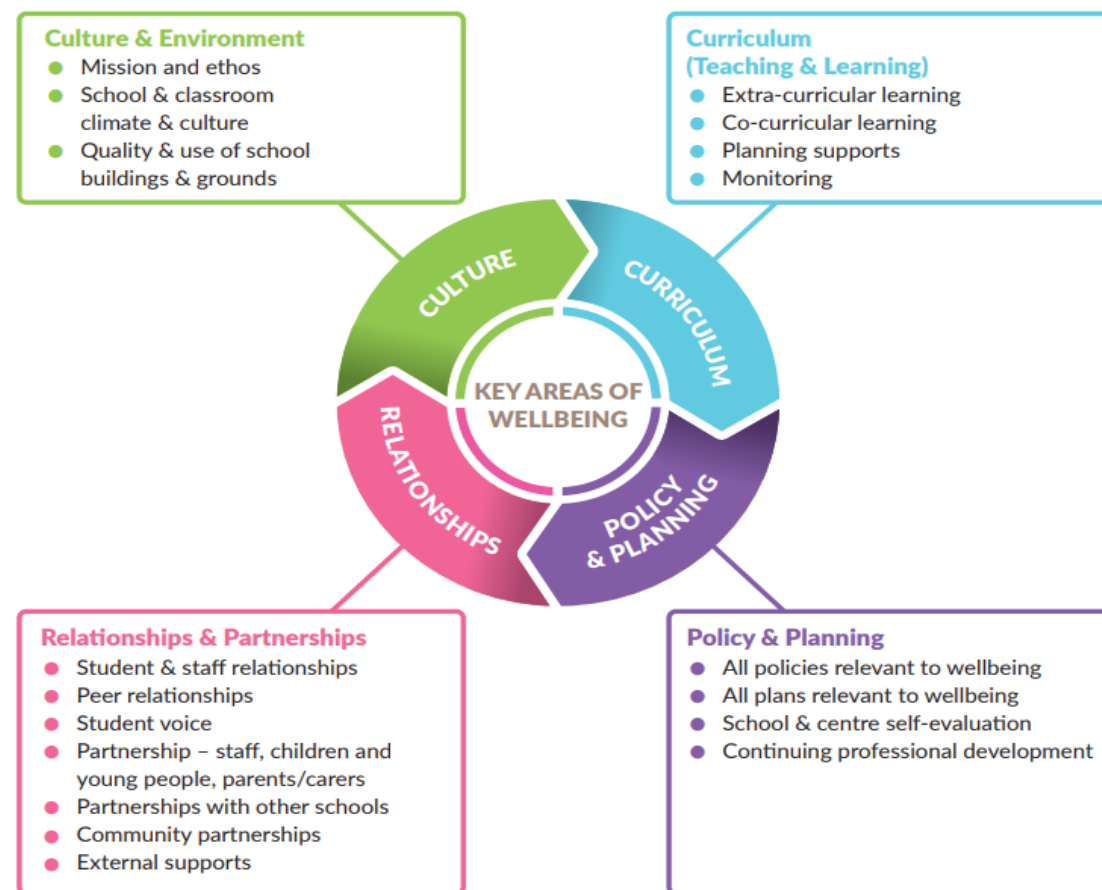 Culture & Environment
Mission and ethos
School & classroom
climate & culture
Quality & use of school
buildings & grounds
Curriculum
(Teaching & Learning)
Extra-curricular learning
Co-curricular learning
Planning supports
Monitoring
CULTURE
CURRICULUM
KEY AREAS OF
WELLBEING
RELATIONSHIPS
POLICY
& PLANNING
Relationships & Partnerships
Student & staff relationships
Peer relationships
Student voice
Partnership – staff, children and
young people, parents/carers
Partnerships with other schools
Community partnerships
External supports
Policy & Planning
All policies relevant to wellbeing
All plans relevant to wellbeing
School & centre self-evaluation
Continuing professional development